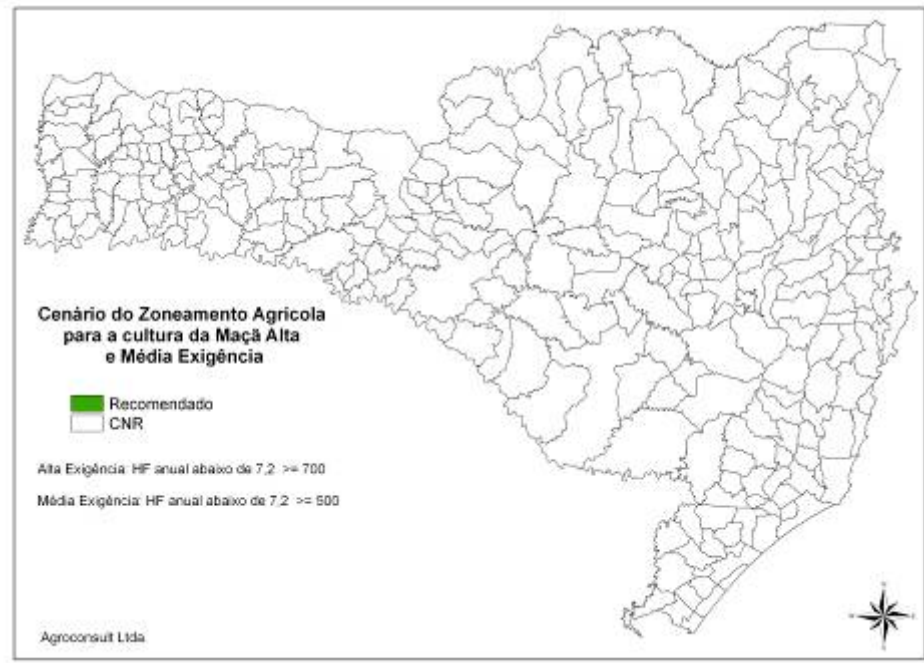 Cenário do Zoneamento Agrícola
para a cultura da Maçã Alta
e Média Exigência
Recomendado
CNR
Alta Exigência: HF anual abaixo de 7,2 >= 700
Média Exigência: HF anual abaixo de 7,2 >= 500
Agroconsult Ltda